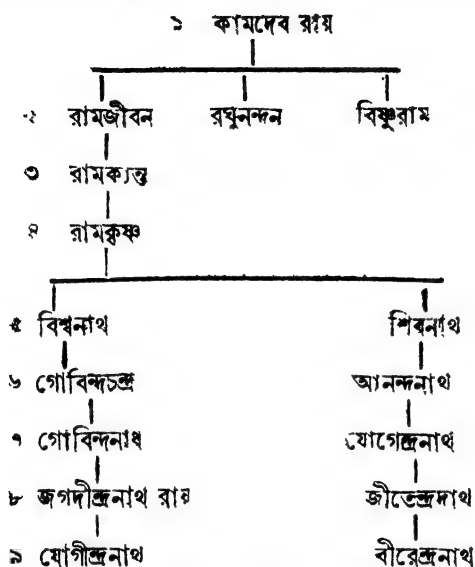 ১ কামদেব রায়
২ রামজীবন রঘুনন্দন বিষ্ণুরাম
৩ রামকান্ত
৪ রামকৃষ্ণ
৫ বিশ্বনাথ শিবনাথ
৬ গোবিন্দচন্দ্র আনন্দনাথ
৭ গোবিন্দনাথ যোগেন্দ্রনাথ
৮ জগদীন্দ্রনাথ রায় জীতেন্দ্রনাথ
৯ যোগীন্দ্রনাথ বীরেন্দ্রনাথ